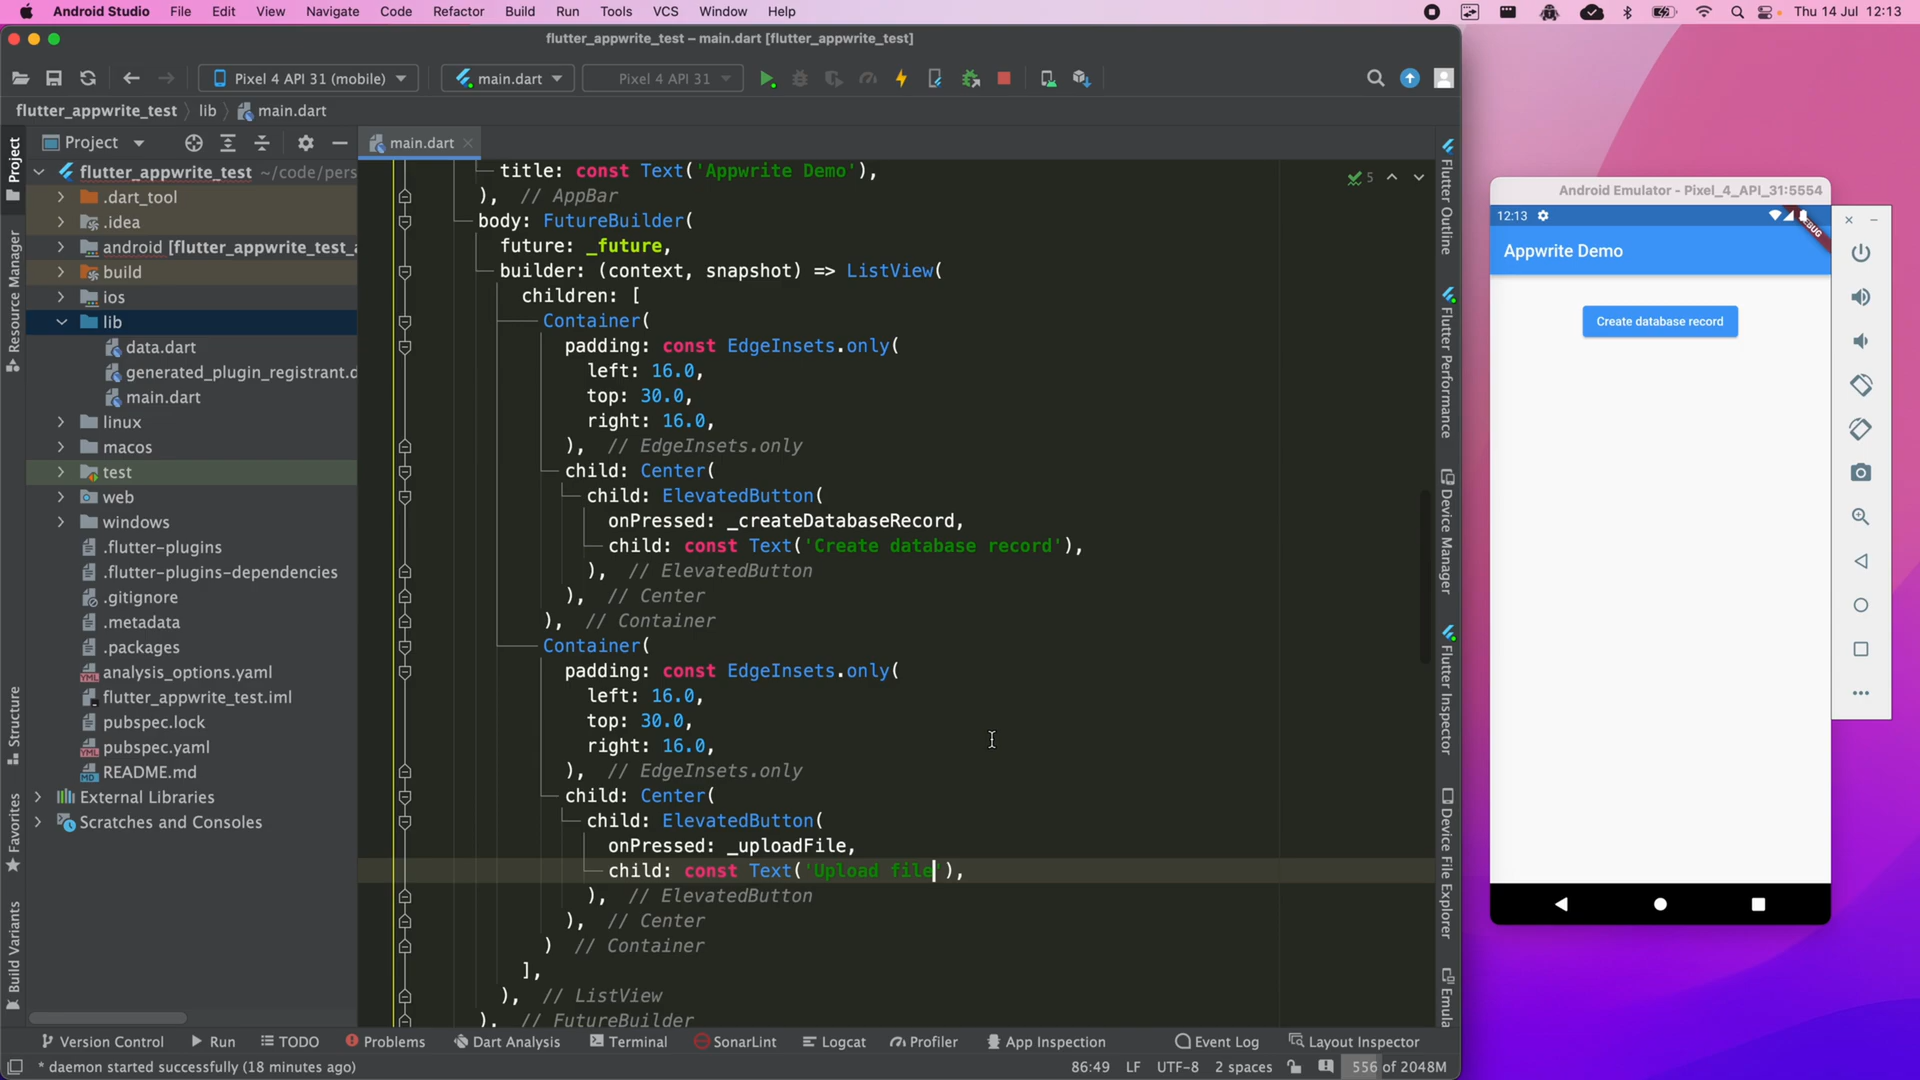 Android Studio File Edit View Navigate Code Refactor Build Run Tools VCS Window Help Thu 14 Jul 12:13
flutter_appwrite_test – main.dart [flutter_appwrite_test]
Pixel 4 API 31 (mobile) main.dart Pixel 4 API 31
flutter_appwrite_test lib main.dart
Project
main.dart
Project
Resource Manager
Structure
Favorites
Build Variants
flutter_appwrite_test ~/code/pers
.dart_tool
.idea
android [flutter_appwrite_test_
build
ios
lib
data.dart
generated_plugin_registrant.d
main.dart
linux
macos
test
web
windows
.flutter-plugins
.flutter-plugins-dependencies
.gitignore
.metadata
.packages
analysis_options.yaml
flutter_appwrite_test.iml
pubspec.lock
pubspec.yaml
README.md
External Libraries
Scratches and Consoles
title: const Text('Appwrite Demo'),
), // AppBar
body: FutureBuilder(
future: _future,
builder: (context, snapshot) => ListView(
children: [
Container(
padding: const EdgeInsets.only(
left: 16.0,
top: 30.0,
right: 16.0,
), // EdgeInsets.only
child: Center(
child: ElevatedButton(
onPressed: _createDatabaseRecord,
child: const Text('Create database record'),
), // ElevatedButton
), // Center
), // Container
Container(
padding: const EdgeInsets.only(
left: 16.0,
top: 30.0,
right: 16.0,
), // EdgeInsets.only
child: Center(
child: ElevatedButton(
onPressed: _uploadFile,
child: const Text('Upload file'),
), // ElevatedButton
), // Center
) // Container
],
), // ListView
), // FutureBuilder
5
Flutter Outline
Flutter Performance
Device Manager
Flutter Inspector
Device File Explorer
Emula
Version Control Run TODO Problems Dart Analysis Terminal SonarLint Logcat Profiler App Inspection Event Log Layout Inspector
* daemon started successfully (18 minutes ago) 86:49 LF UTF-8 2 spaces 556 of 2048M
Android Emulator - Pixel_4_API_31:5554
12:13
Appwrite Demo
Create database record